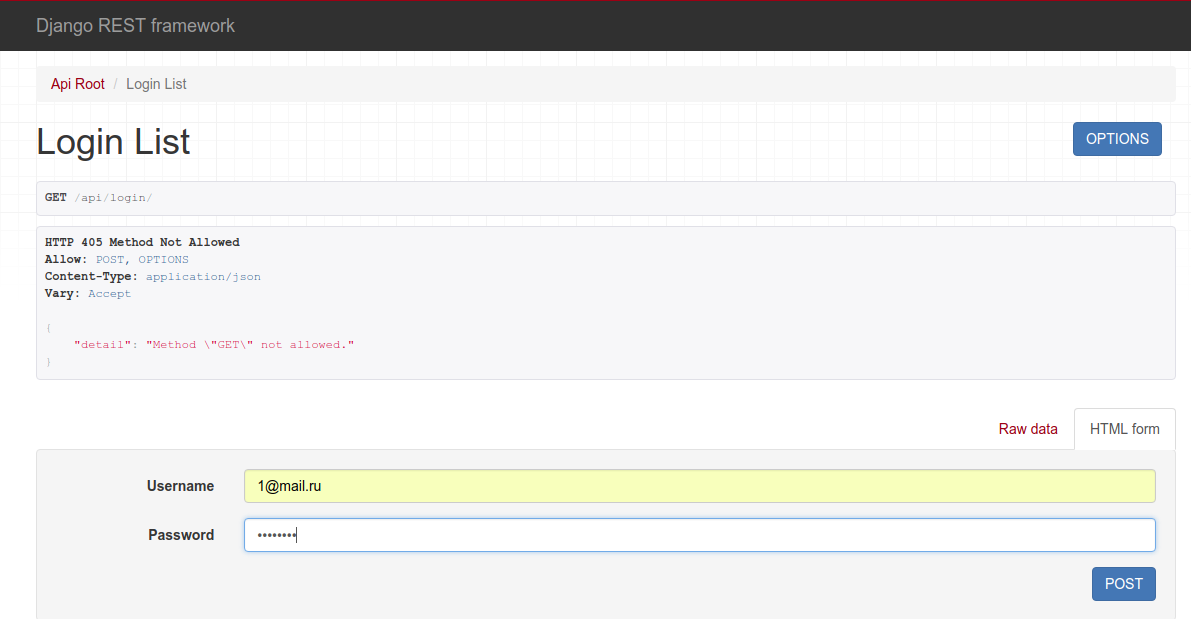 Django REST framework
Api Root / Login List
Login List
OPTIONS
GET /api/login/
HTTP 405 Method Not Allowed
Allow: POST, OPTIONS
Content-Type: application/json
Vary: Accept
{
"detail": "Method \"GET\" not allowed."
}
Raw data
HTML form
Username
1@mail.ru
Password
••••••••
POST